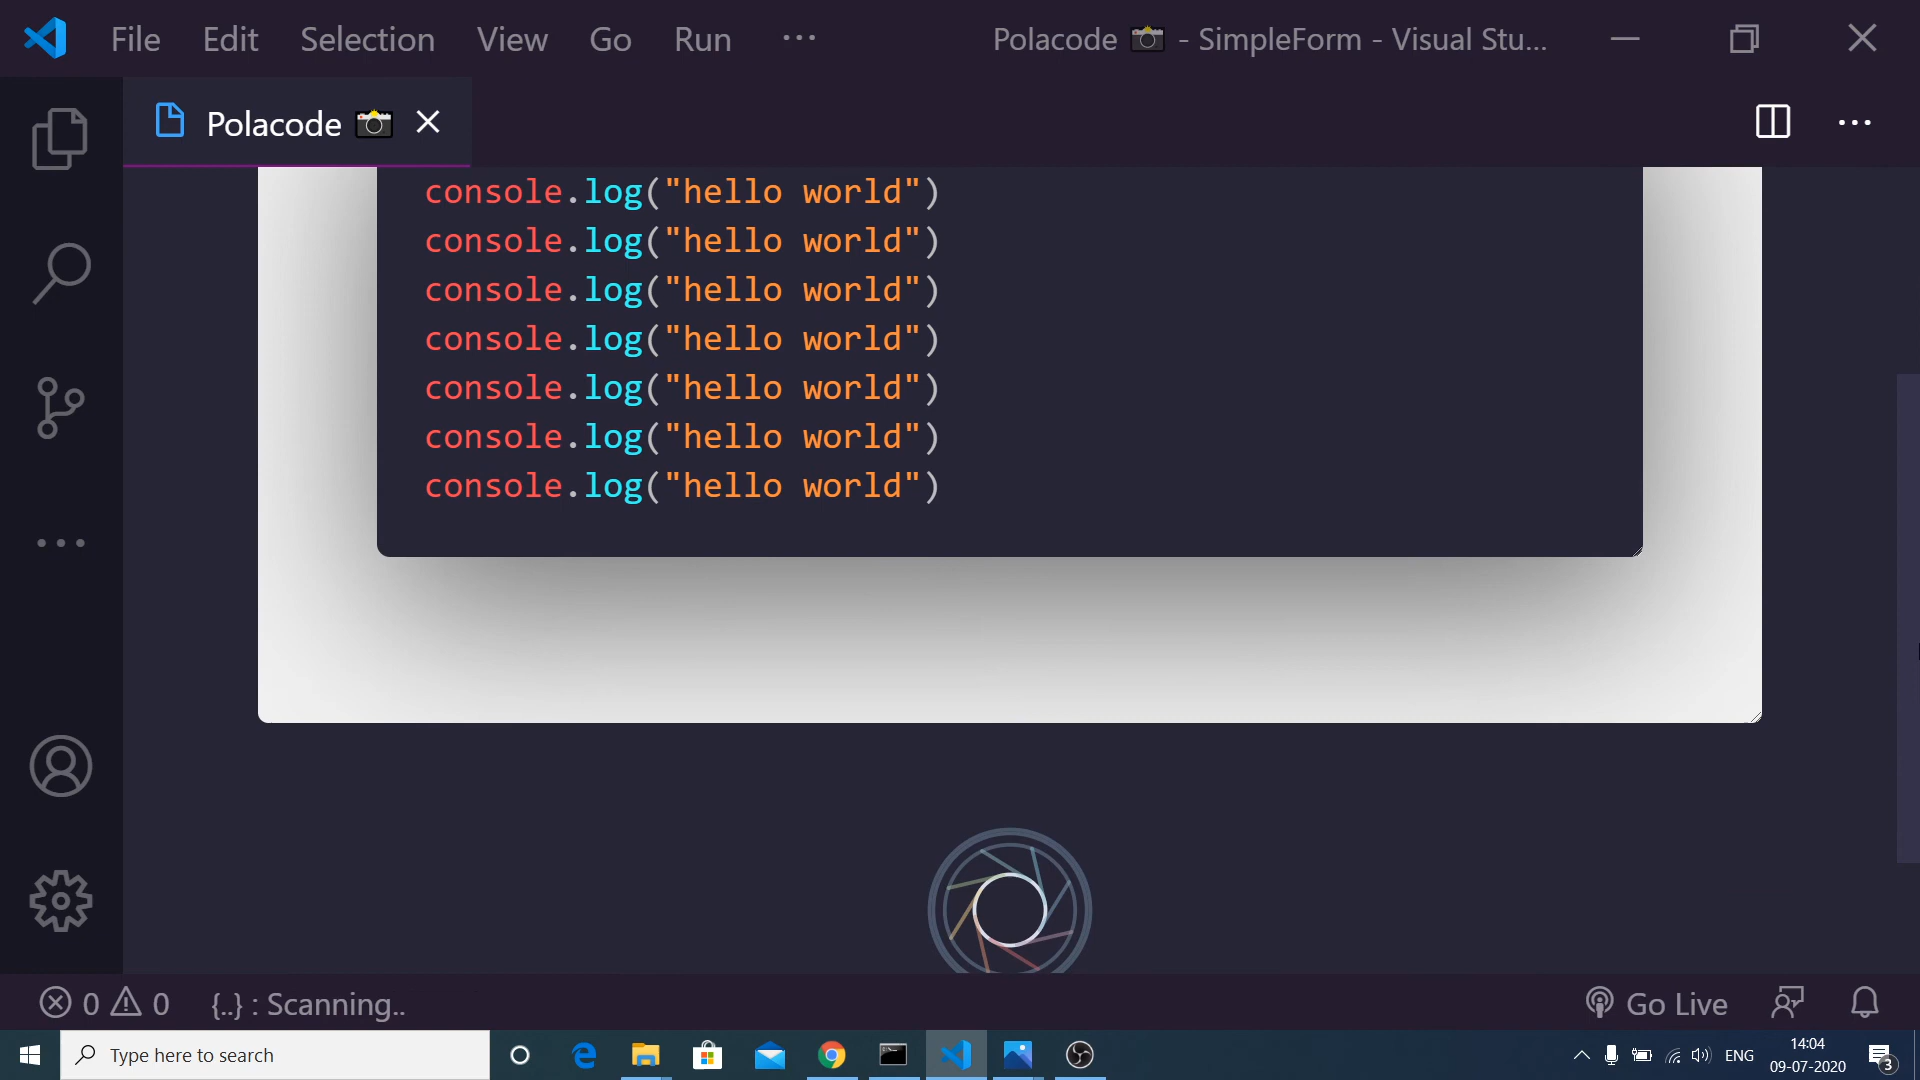 File Edit Selection View Go Run ··· Polacode 📸 - SimpleForm - Visual Stu...
Polacode 📸
console.log("hello world")
console.log("hello world")
console.log("hello world")
console.log("hello world")
console.log("hello world")
console.log("hello world")
console.log("hello world")
0 0 {..} : Scanning.. Go Live
Type here to search ENG 14:04
09-07-2020 3